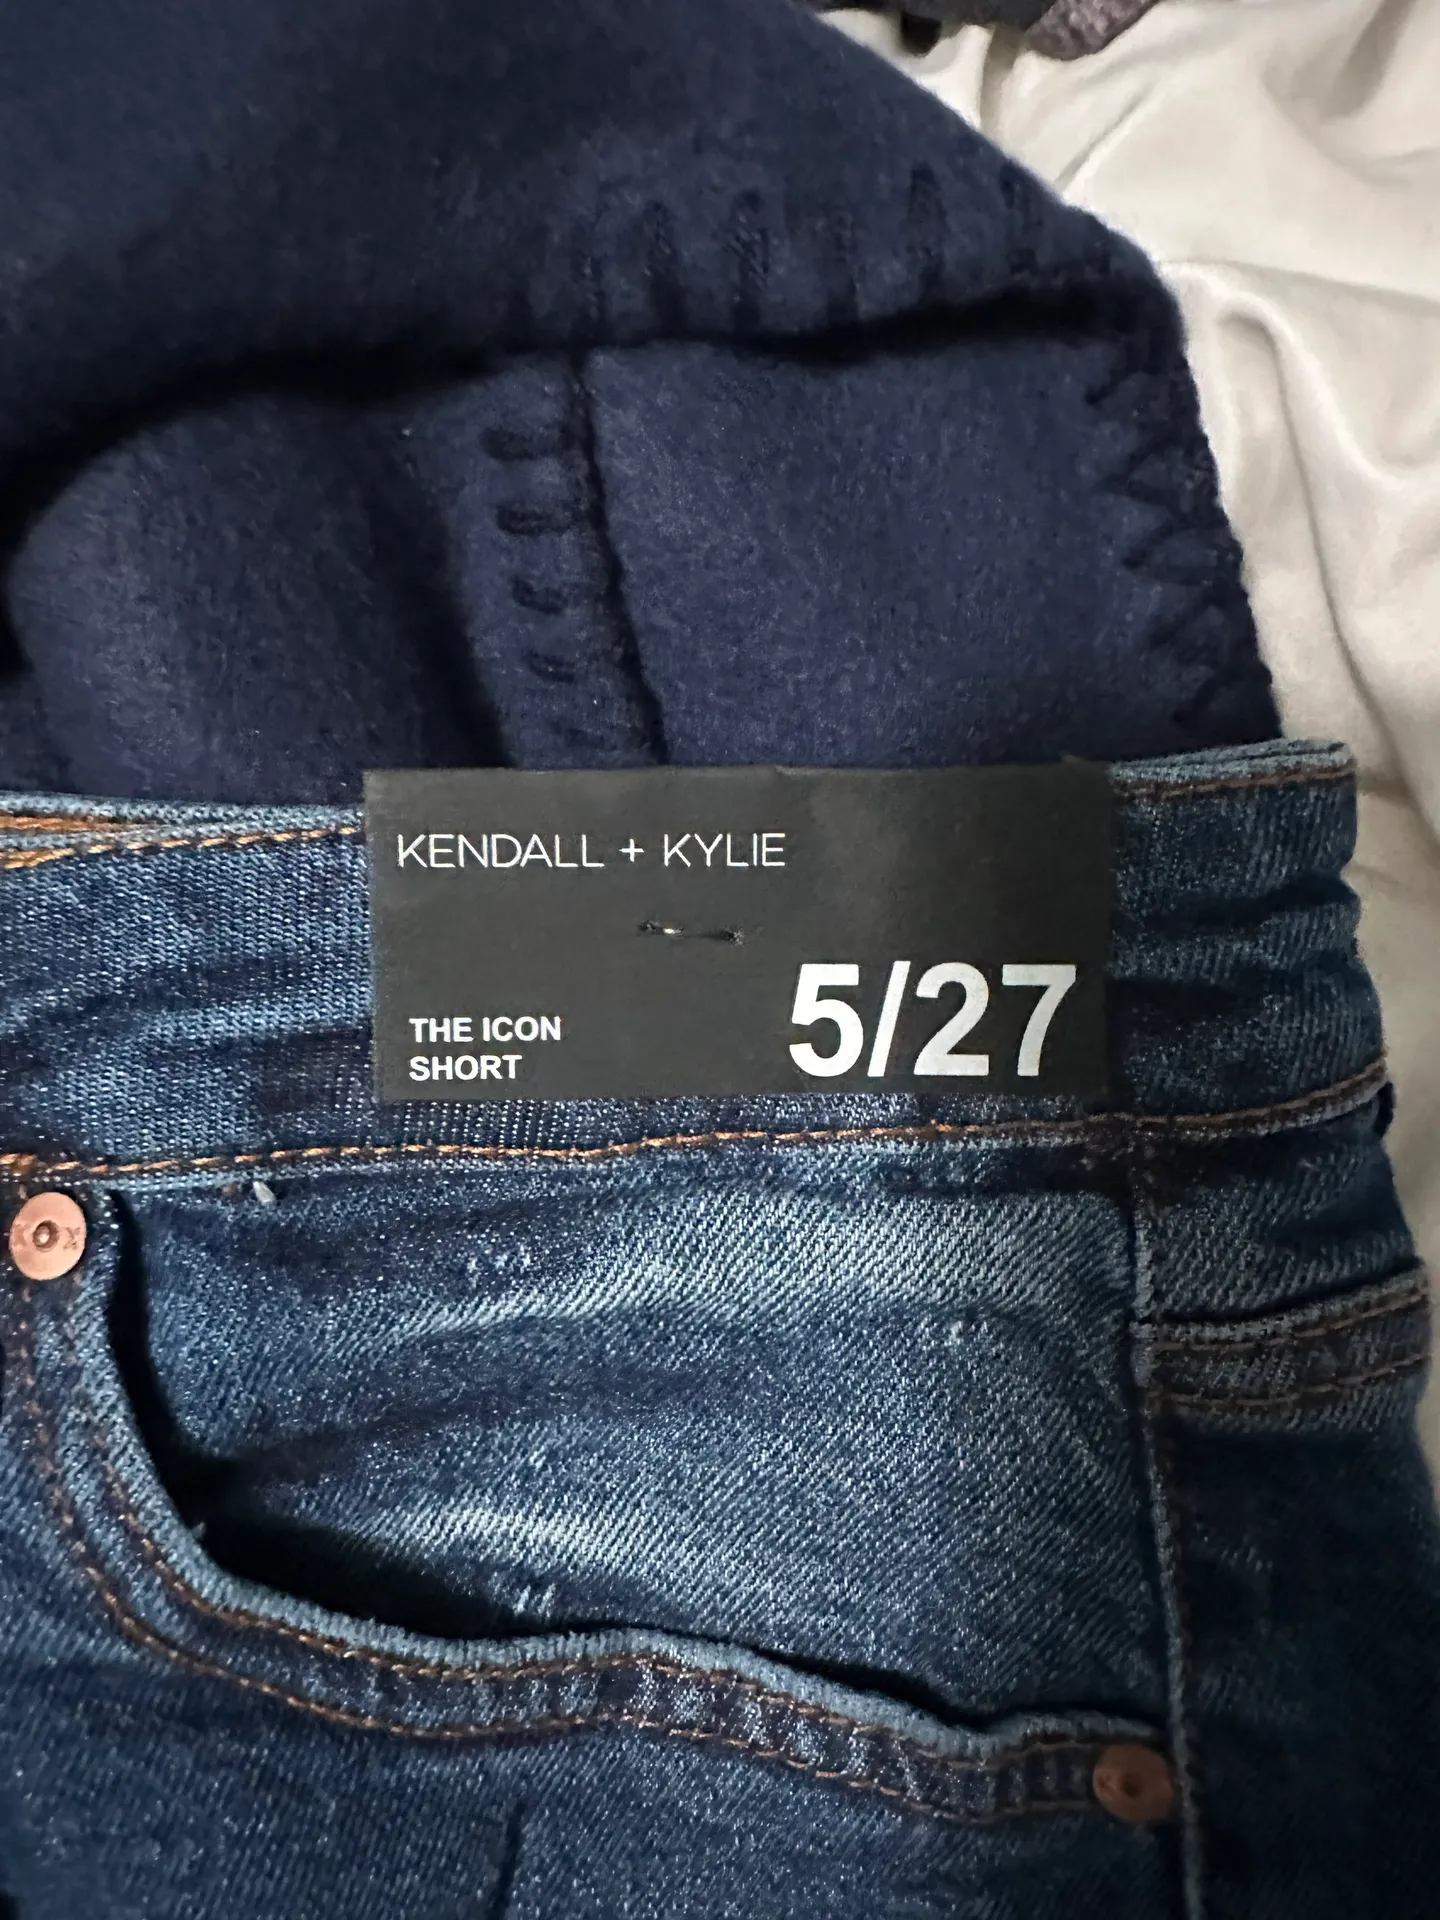 KENDALL + KYLIE
THE ICON
SHORT
5/27